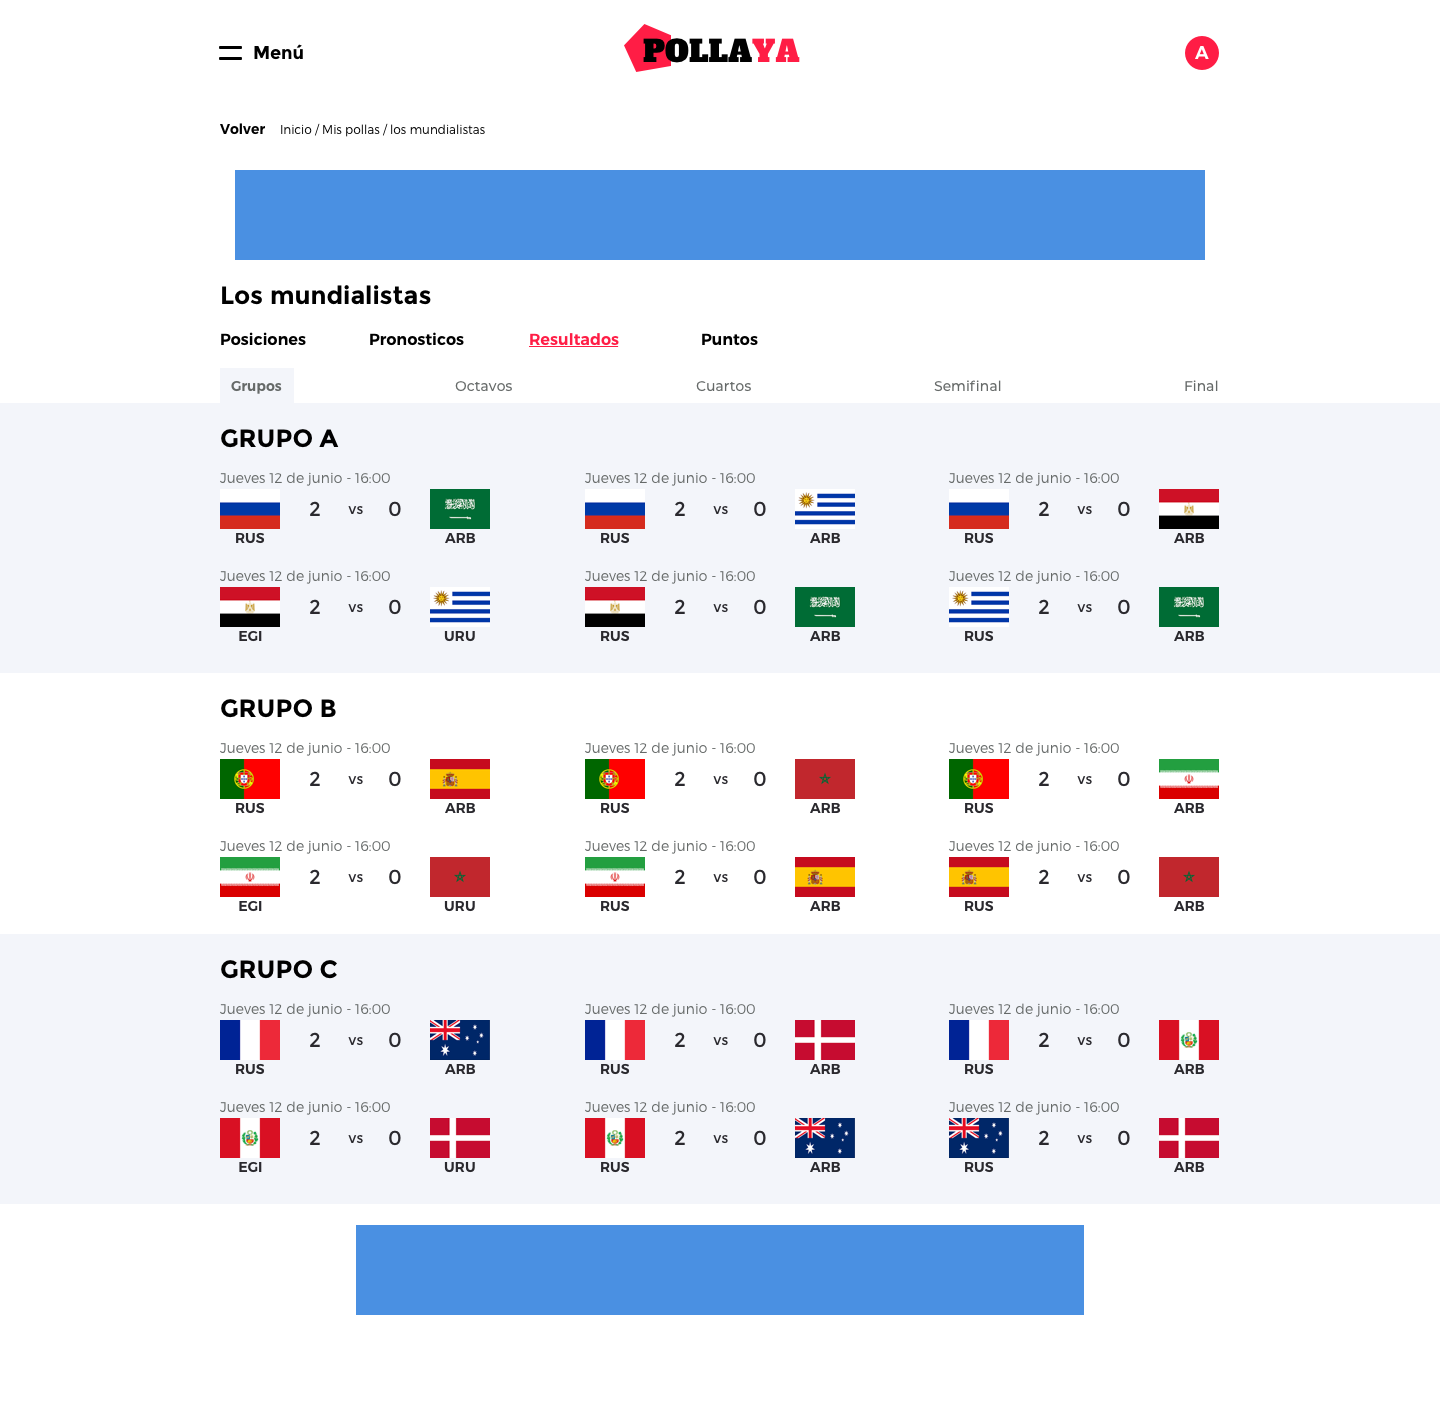 Menú
POLLAYA
A
Volver Inicio / Mis pollas / los mundialistas
Los mundialistas
Posiciones Pronosticos Resultados Puntos
Grupos Octavos Cuartos Semifinal Final
GRUPO A
Jueves 12 de junio - 16:00 Jueves 12 de junio - 16:00 Jueves 12 de junio - 16:00
2 vs 0 2 vs 0 2 vs 0
RUS ARB RUS ARB RUS ARB
Jueves 12 de junio - 16:00 Jueves 12 de junio - 16:00 Jueves 12 de junio - 16:00
2 vs 0 2 vs 0 2 vs 0
EGI URU RUS ARB RUS ARB
GRUPO B
Jueves 12 de junio - 16:00 Jueves 12 de junio - 16:00 Jueves 12 de junio - 16:00
2 vs 0 2 vs 0 2 vs 0
RUS ARB RUS ARB RUS ARB
Jueves 12 de junio - 16:00 Jueves 12 de junio - 16:00 Jueves 12 de junio - 16:00
2 vs 0 2 vs 0 2 vs 0
EGI URU RUS ARB RUS ARB
GRUPO C
Jueves 12 de junio - 16:00 Jueves 12 de junio - 16:00 Jueves 12 de junio - 16:00
2 vs 0 2 vs 0 2 vs 0
RUS ARB RUS ARB RUS ARB
Jueves 12 de junio - 16:00 Jueves 12 de junio - 16:00 Jueves 12 de junio - 16:00
2 vs 0 2 vs 0 2 vs 0
EGI URU RUS ARB RUS ARB